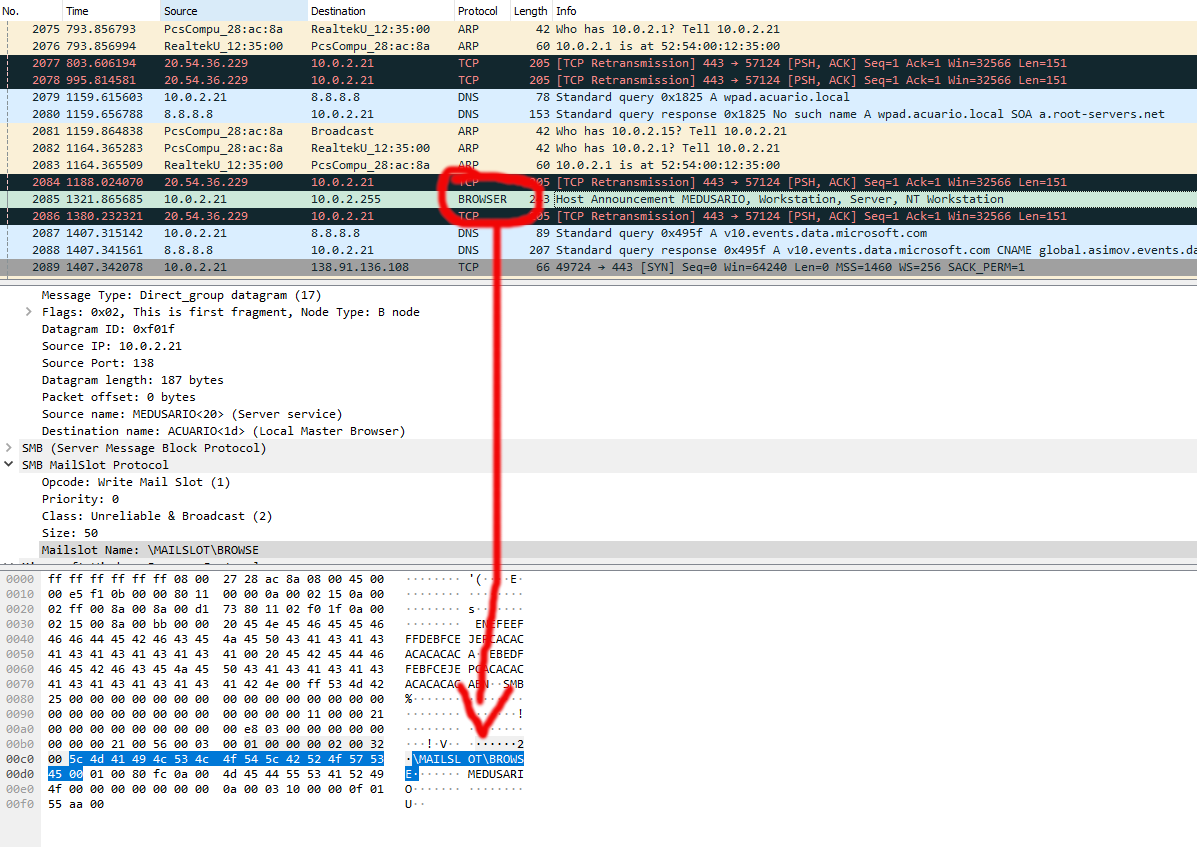 No. Time Source Destination Protocol Length Info
2075 793.856793 PcsCompu_28:ac:8a RealtekU_12:35:00 ARP 42 Who has 10.0.2.1? Tell 10.0.2.21
2076 793.856994 RealtekU_12:35:00 PcsCompu_28:ac:8a ARP 60 10.0.2.1 is at 52:54:00:12:35:00
2077 803.606194 20.54.36.229 10.0.2.21 TCP 205 [TCP Retransmission] 443 → 57124 [PSH, ACK] Seq=1 Ack=1 Win=32566 Len=151
2078 995.814581 20.54.36.229 10.0.2.21 TCP 205 [TCP Retransmission] 443 → 57124 [PSH, ACK] Seq=1 Ack=1 Win=32566 Len=151
2079 1159.615603 10.0.2.21 8.8.8.8 DNS 78 Standard query 0x1825 A wpad.acuario.local
2080 1159.656788 8.8.8.8 10.0.2.21 DNS 153 Standard query response 0x1825 No such name A wpad.acuario.local SOA a.root-servers.net
2081 1159.864838 PcsCompu_28:ac:8a Broadcast ARP 42 Who has 10.0.2.15? Tell 10.0.2.21
2082 1164.365283 PcsCompu_28:ac:8a RealtekU_12:35:00 ARP 42 Who has 10.0.2.1? Tell 10.0.2.21
2083 1164.365509 RealtekU_12:35:00 PcsCompu_28:ac:8a ARP 60 10.0.2.1 is at 52:54:00:12:35:00
2084 1188.024070 20.54.36.229 10.0.2.21 TCP 205 [TCP Retransmission] 443 → 57124 [PSH, ACK] Seq=1 Ack=1 Win=32566 Len=151
2085 1321.865685 10.0.2.21 10.0.2.255 BROWSER Host Announcement MEDUSARIO, Workstation, Server, NT Workstation
2086 1380.232321 20.54.36.229 10.0.2.21 TCP 205 [TCP Retransmission] 443 → 57124 [PSH, ACK] Seq=1 Ack=1 Win=32566 Len=151
2087 1407.315142 10.0.2.21 8.8.8.8 DNS 89 Standard query 0x495f A v10.events.data.microsoft.com
2088 1407.341561 8.8.8.8 10.0.2.21 DNS 207 Standard query response 0x495f A v10.events.data.microsoft.com CNAME global.asimov.events.da
2089 1407.342078 10.0.2.21 138.91.136.108 TCP 66 49724 → 443 [SYN] Seq=0 Win=64240 Len=0 MSS=1460 WS=256 SACK_PERM=1
Message Type: Direct_group datagram (17)
Flags: 0x02, This is first fragment, Node Type: B node
Datagram ID: 0xf01f
Source IP: 10.0.2.21
Source Port: 138
Datagram length: 187 bytes
Packet offset: 0 bytes
Source name: MEDUSARIO<20> (Server service)
Destination name: ACUARIO<1d> (Local Master Browser)
SMB (Server Message Block Protocol)
SMB MailSlot Protocol
Opcode: Write Mail Slot (1)
Priority: 0
Class: Unreliable & Broadcast (2)
Size: 50
Mailslot Name: \MAILSLOT\BROWSE
0000 ff ff ff ff ff ff 08 00 27 28 ac 8a 08 00 45 00 ········ '(····E·
0010 00 e5 f1 0b 00 00 80 11 00 00 0a 00 02 15 0a 00 ········ ········
0020 02 ff 00 8a 00 8a 00 d1 73 80 11 02 f0 1f 0a 00 ········ s·······
0030 02 15 00 8a 00 bb 00 00 20 45 4e 45 46 45 45 46 ········ ENEFEEF
0040 46 46 44 45 42 46 43 45 4a 45 50 43 41 43 41 43 FFDEBFCE JEPCACAC
0050 41 43 41 43 41 43 41 43 41 00 20 45 42 45 44 46 ACACACAC A· EBEDF
0060 46 45 42 46 43 45 4a 45 50 43 41 43 41 43 41 43 FEBFCEJE PCACACAC
0070 41 43 41 43 41 43 41 43 41 42 4e 00 ff 53 4d 42 ACACACAC ABN··SMB
0080 25 00 00 00 00 00 00 00 00 00 00 00 00 00 00 00 %······· ········
0090 00 00 00 00 00 00 00 00 00 00 00 00 11 00 00 21 ········ ·······!
00a0 00 00 00 00 00 00 00 00 00 e8 03 00 00 00 00 00 ········ ········
00b0 00 00 00 21 00 56 00 03 00 01 00 00 00 02 00 32 ···!·V·· ·······2
00c0 00 5c 4d 41 49 4c 53 4c 4f 54 5c 42 52 4f 57 53 ·\MAILSL OT\BROWS
00d0 45 00 01 00 80 fc 0a 00 4d 45 44 55 53 41 52 49 E······· MEDUSARI
00e0 4f 00 00 00 00 00 00 00 0a 00 03 10 00 00 0f 01 O······· ········
00f0 55 aa 00 U··